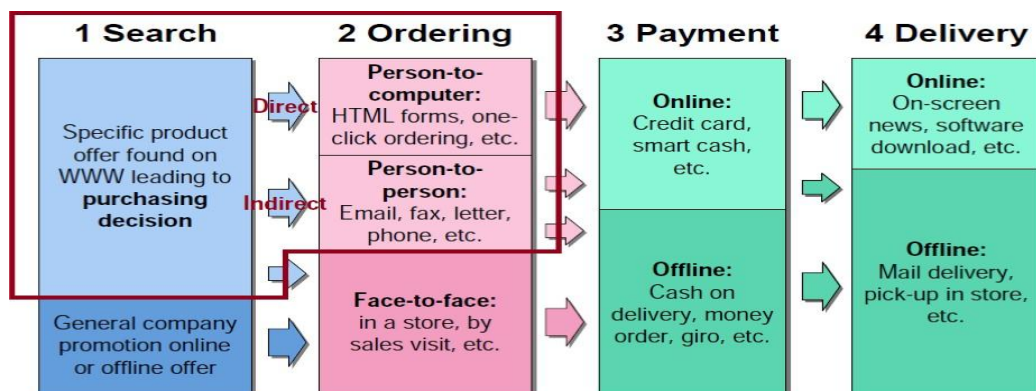 1 Search
2 Ordering
3 Payment
4 Delivery
Specific product
offer found on
WWW leading to
purchasing
decision
General company
promotion online
or offline offer
Direct
Indirect
Person-to-
computer:
HTML forms, one-
click ordering, etc.
Person-to-
person:
Email, fax, letter,
phone, etc.
Face-to-face:
in a store, by
sales visit, etc.
Online:
Credit card,
smart cash,
etc.
Offline:
Cash on
delivery, money
order, giro, etc.
Online:
On-screen
news, software
download, etc.
Offline:
Mail delivery,
pick-up in store,
etc.